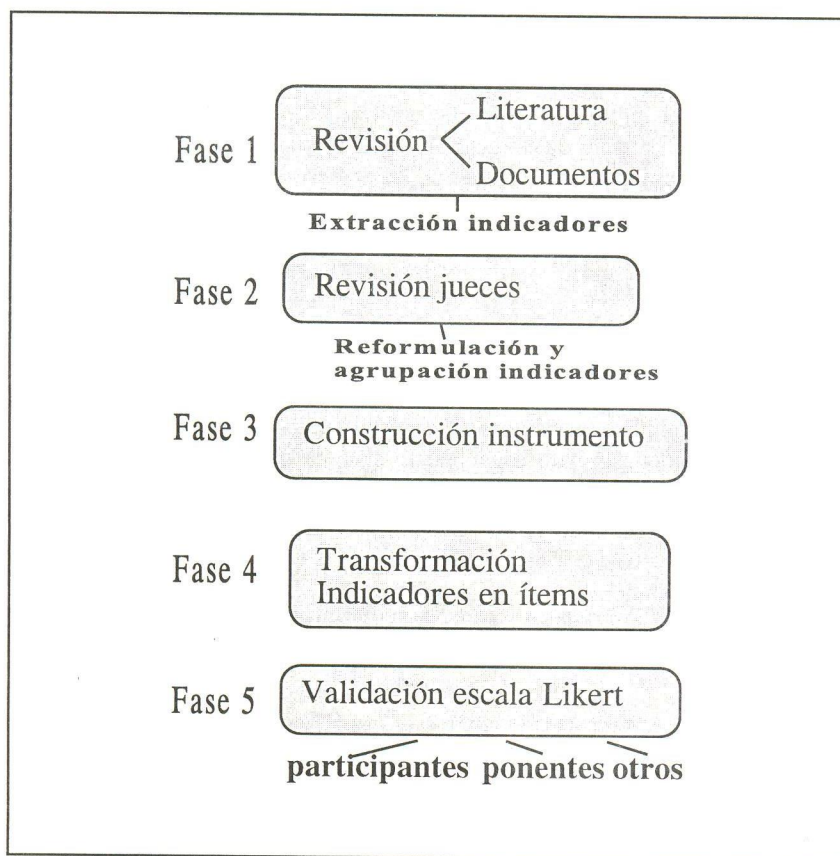 Fase 1
Revisión
Literatura
Documentos
Extracción indicadores
Fase 2
Revisión jueces
Reformulación y
agrupación indicadores
Fase 3
Construcción instrumento
Fase 4
Transformación
Indicadores en ítems
Fase 5
Validación escala Likert
participantes ponentes otros